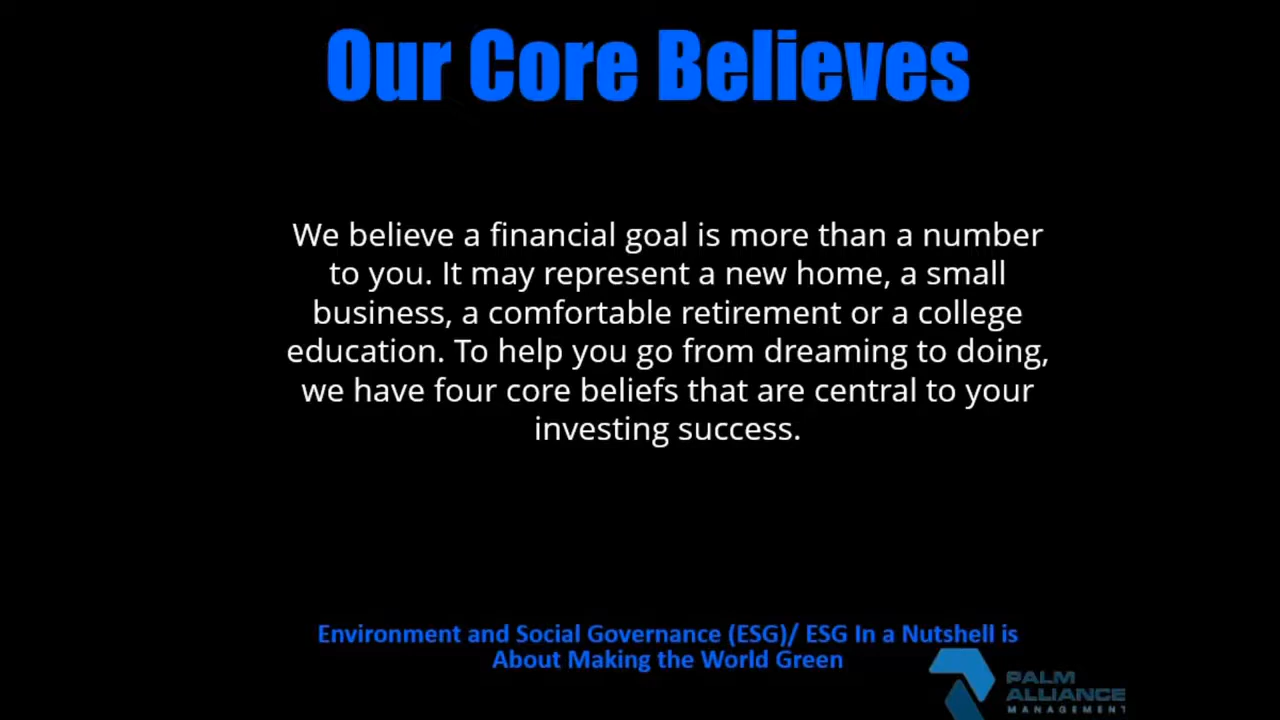 Our Core Believes
We believe a financial goal is more than a number
to you. It may represent a new home, a small
business, a comfortable retirement or a college
education. To help you go from dreaming to doing,
we have four core beliefs that are central to your
investing success.
Environment and Social Governance (ESG)/ ESG In a Nutshell is
About Making the World Green
PALM
ALLIANCE
MANAGEMENT